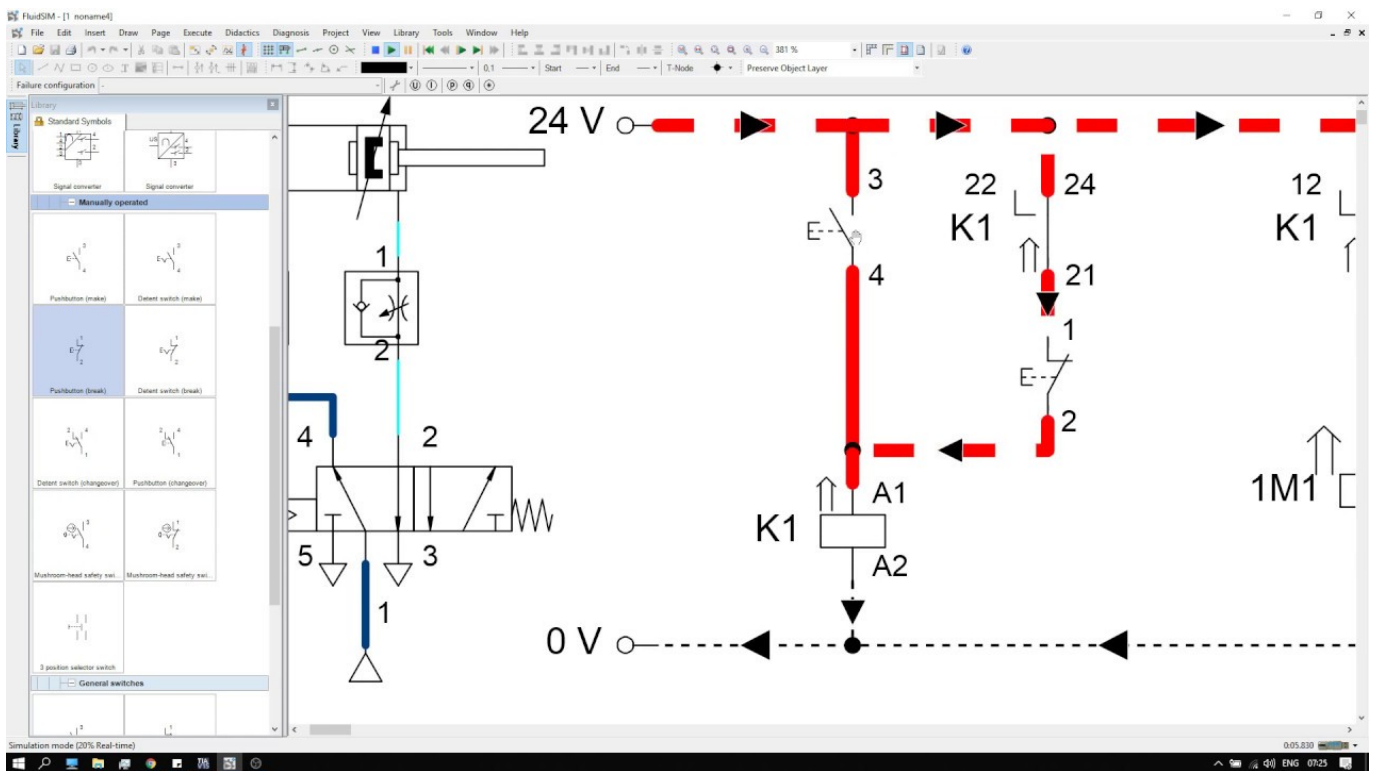 FluidSIM - [1 noname4]
File Edit Insert Draw Page Execute Didactics Diagnosis Project View Library Tools Window Help
381 %
0,1 Start End T-Node Preserve Object Layer
Failure configuration -
Library
Library
Standard Symbols
Signal converter Signal converter
Manually operated
Pushbutton (make) Detent switch (make)
Pushbutton (break) Detent switch (break)
Detent switch (changeover) Pushbutton (changeover)
Mushroom-head safety swi... Mushroom-head safety swi...
3 position selector switch
General switches
24 V
3
22 24
12
K1
K1
1
4
21
2
1
2
4 2
A1
1M1
K1
5 3
A2
1
0 V
Simulation mode (20% Real-time)
0:05.830
ENG 07:25